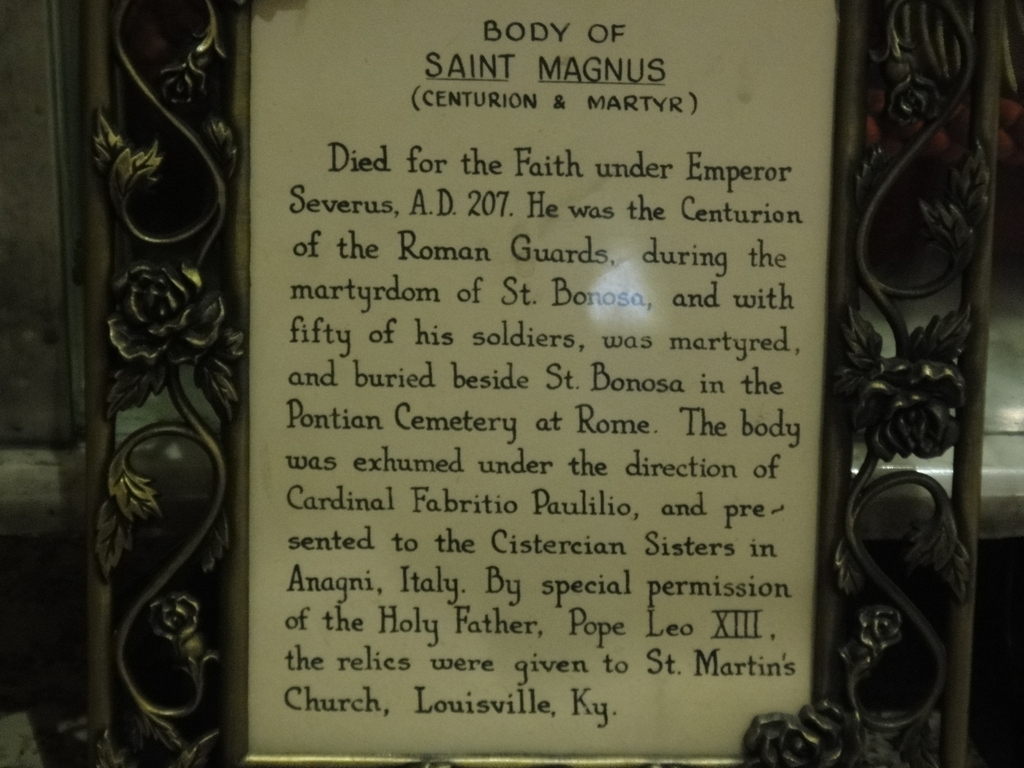 BODY OF
SAINT MAGNUS
(CENTURION & MARTYR)
Died for the Faith under Emperor
Severus, A.D. 207. He was the Centurion
of the Roman Guards, during the
martyrdom of St. Bonosa, and with
fifty of his soldiers, was martyred,
and buried beside St. Bonosa in the
Pontian Cemetery at Rome. The body
was exhumed under the direction of
Cardinal Fabritio Paulilio, and pre-
sented to the Cistercian Sisters in
Anagni, Italy. By special permission
of the Holy Father, Pope Leo XIII,
the relics were given to St. Martin's
Church, Louisville, Ky.